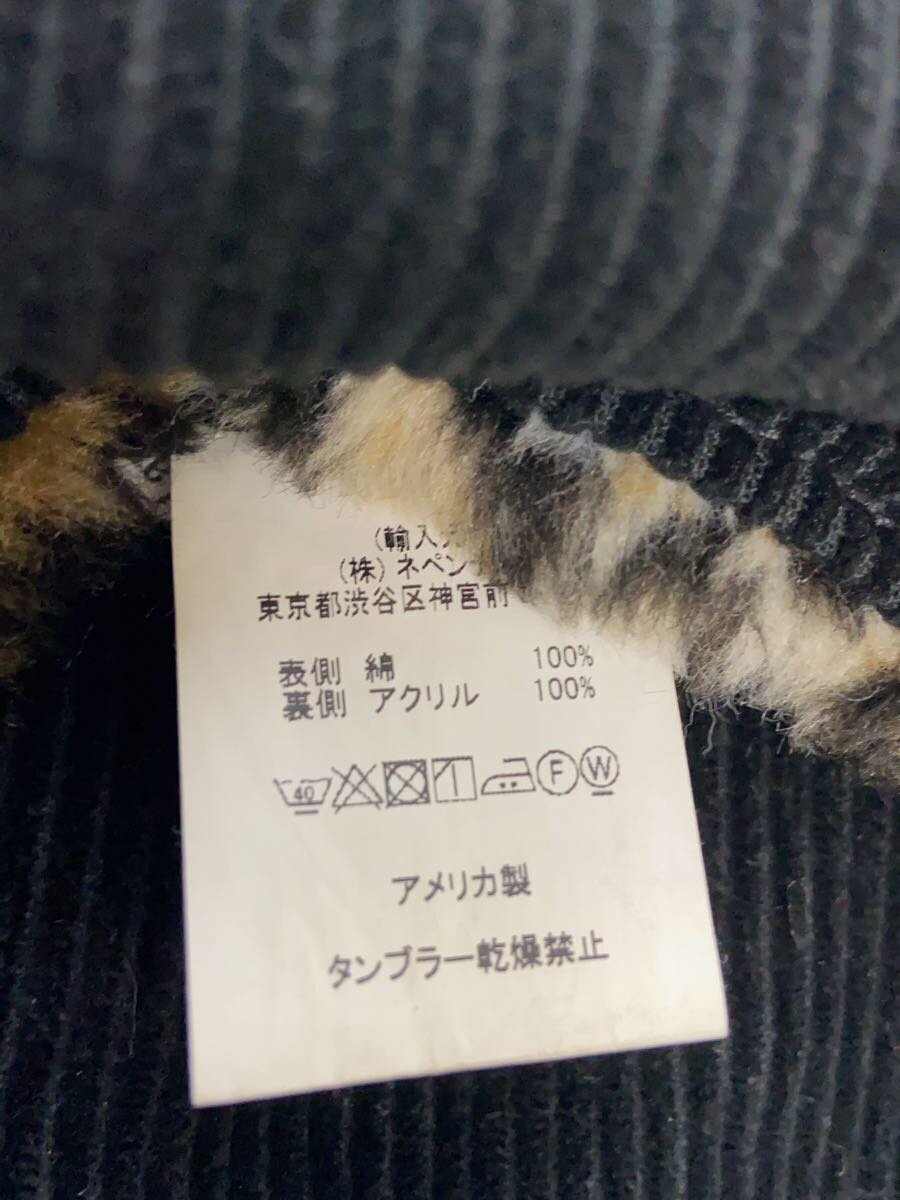 (輸入
(株) ネペン
東京都渋谷区神宮前
表側 綿 100%
裏側 アクリル 100%
40 F W
アメリカ製
タンブラー乾燥禁止